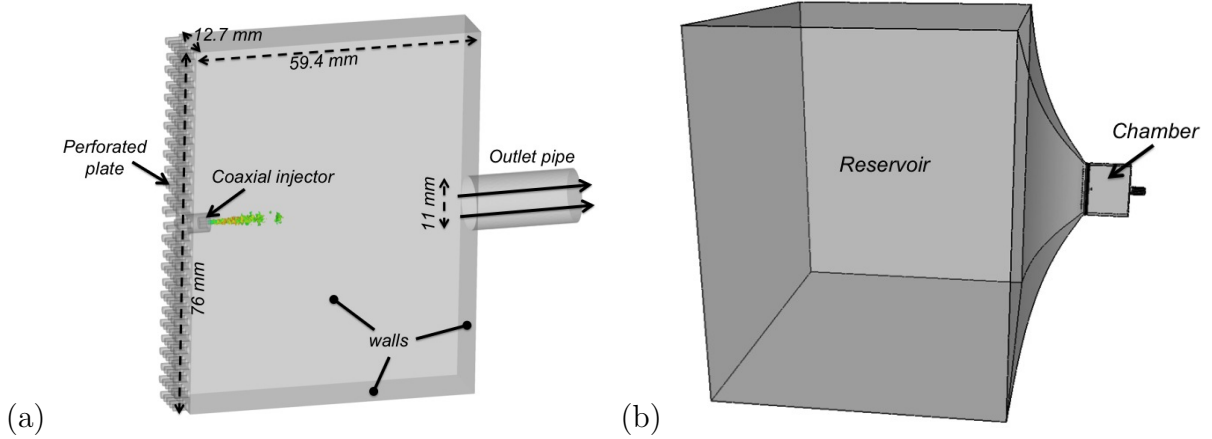 (a)
12.7 mm
59.4 mm
Perforated
plate
Coaxial injector
76 mm
Outlet pipe
11 mm
walls
(b)
Reservoir
Chamber